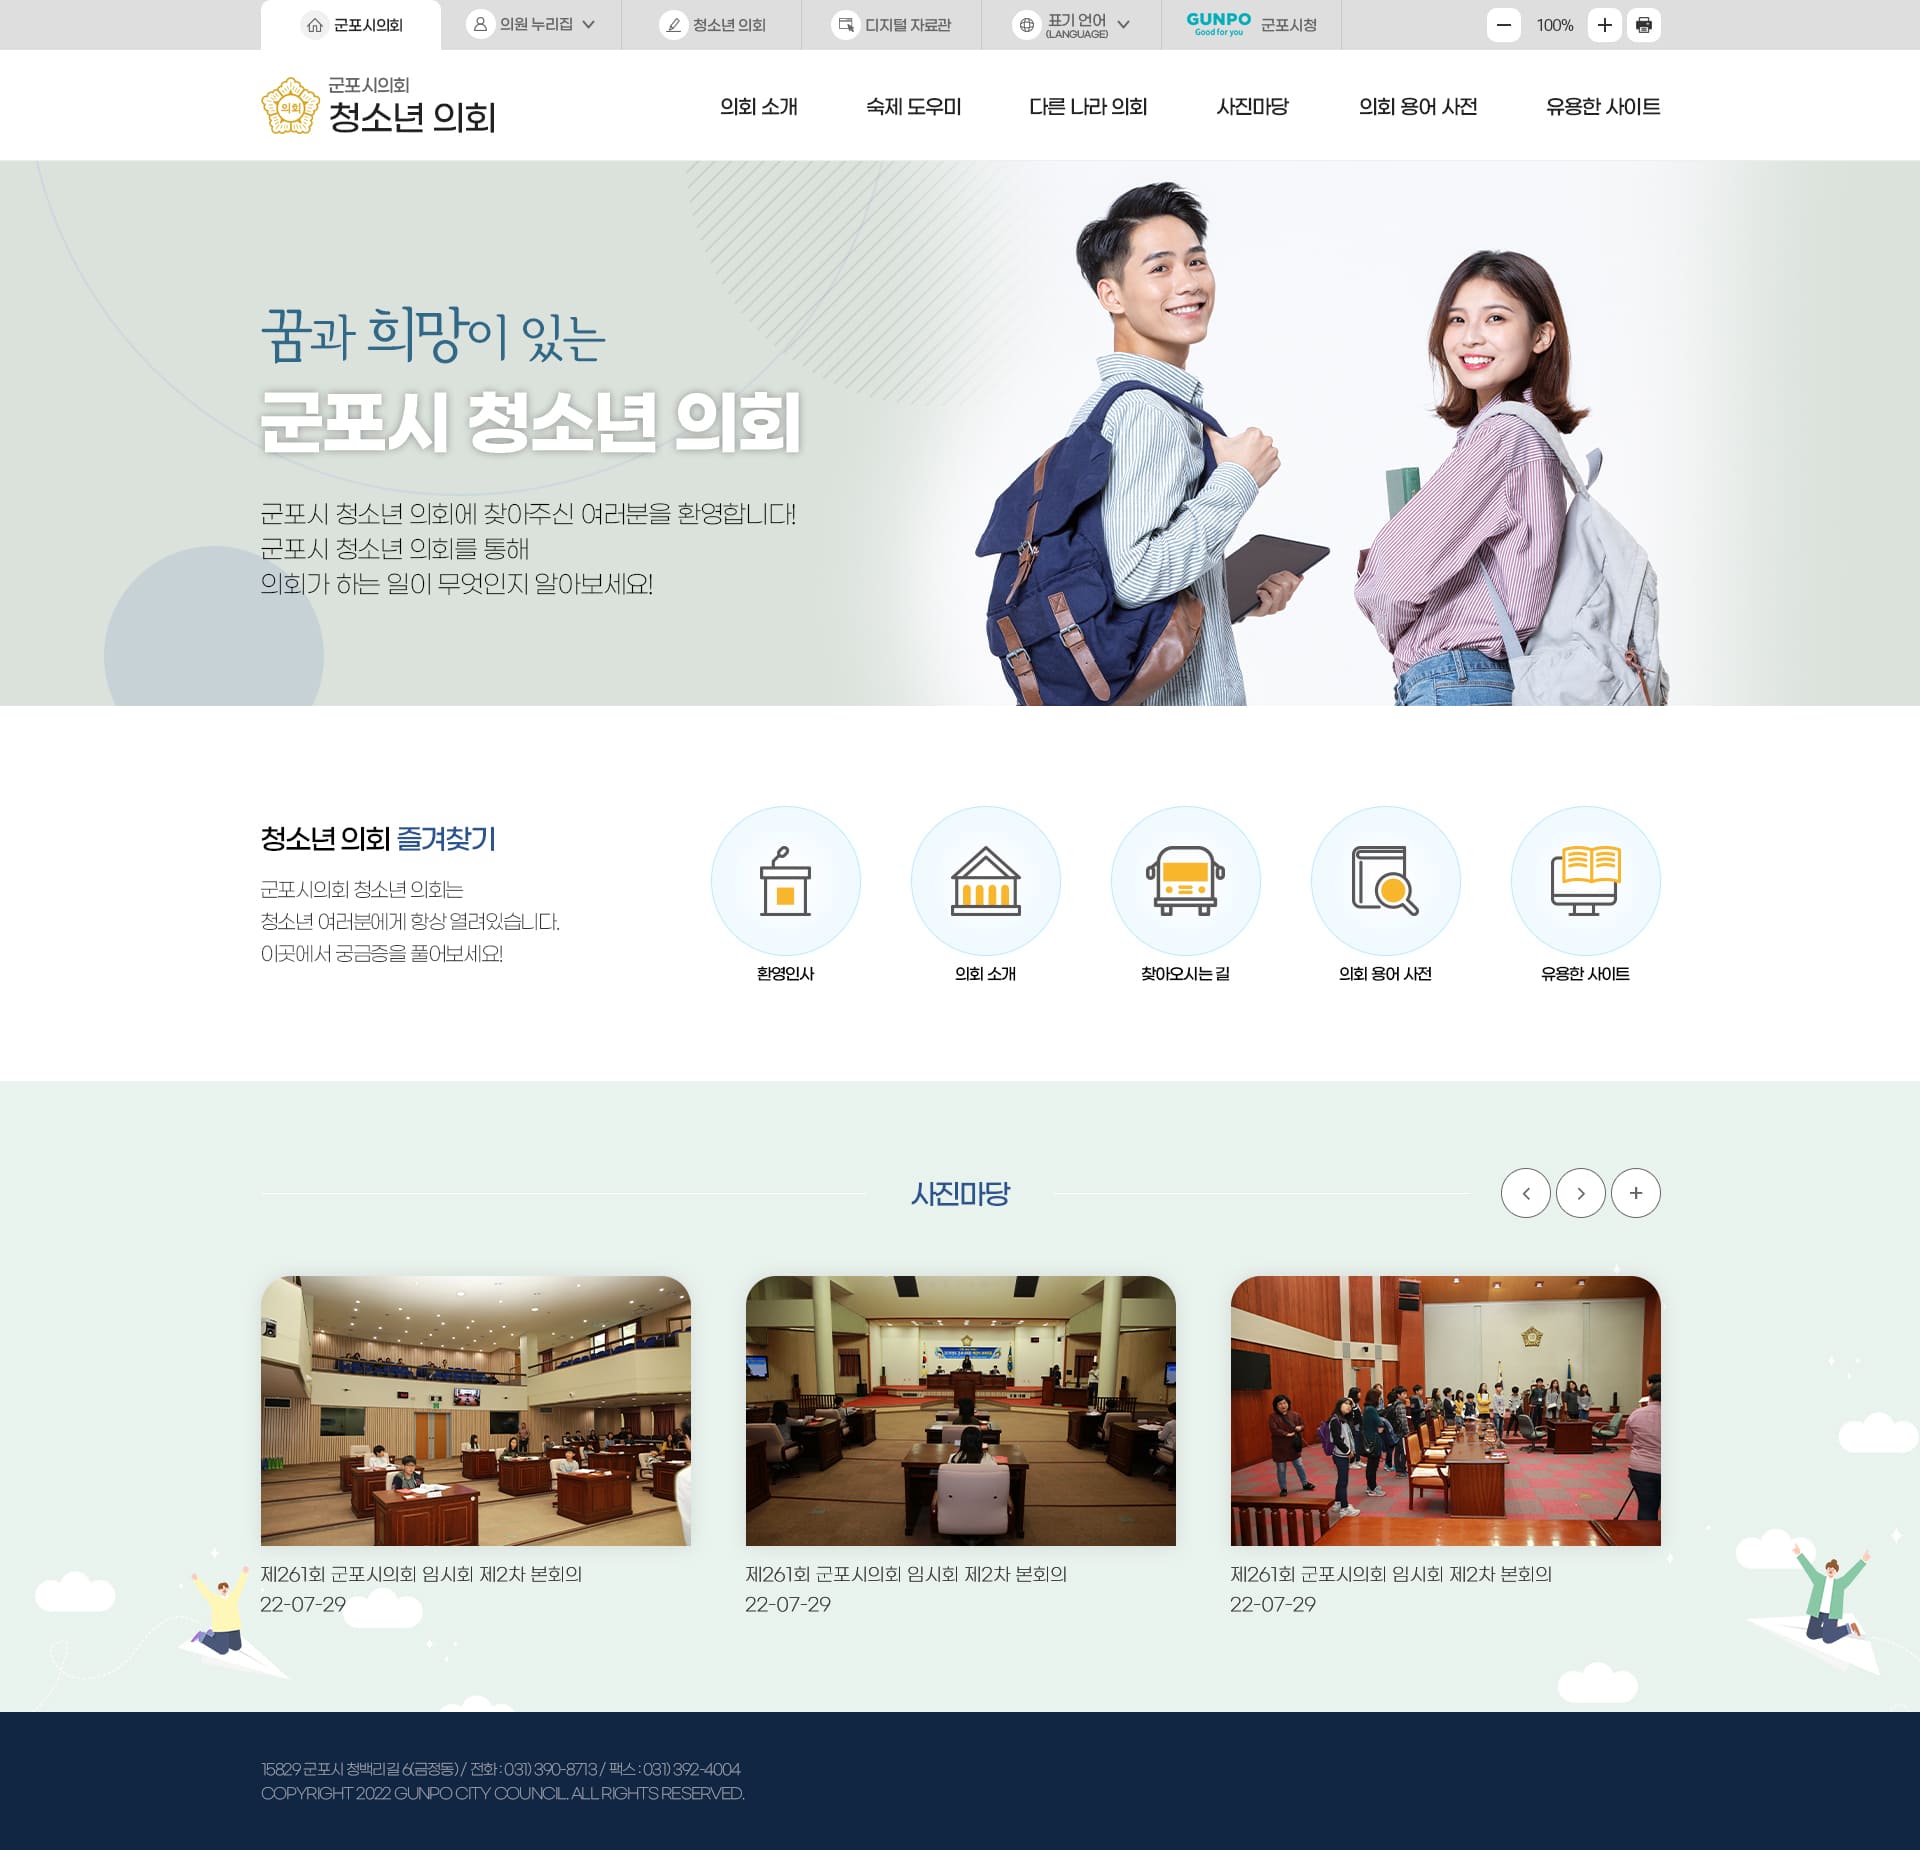 군포시의회
의원 누리집
청소년 의회
디지털 자료관
표기 언어
(LANGUAGE)
GUNPO
Good for you
군포시청
100%
의회
군포시의회
청소년 의회
의회 소개
숙제 도우미
다른 나라 의회
사진마당
의회 용어 사전
유용한 사이트
꿈과 희망이 있는
군포시 청소년 의회
군포시 청소년 의회에 찾아주신 여러분을 환영합니다!
군포시 청소년 의회를 통해
의회가 하는 일이 무엇인지 알아보세요!
청소년 의회 즐겨찾기
군포시의회 청소년 의회는
청소년 여러분에게 항상 열려있습니다.
이곳에서 궁금증을 풀어보세요!
환영인사
의회 소개
찾아오시는 길
의회 용어 사전
유용한 사이트
사진마당
제261회 군포시의회 임시회 제2차 본회의
22-07-29
제261회 군포시의회 임시회 제2차 본회의
22-07-29
제261회 군포시의회 임시회 제2차 본회의
22-07-29
15829 군포시 청백리길 6(금정동) / 전화 : 031) 390-8713 / 팩스 : 031) 392-4004
COPYRIGHT 2022 GUNPO CITY COUNCIL. ALL RIGHTS RESERVED.